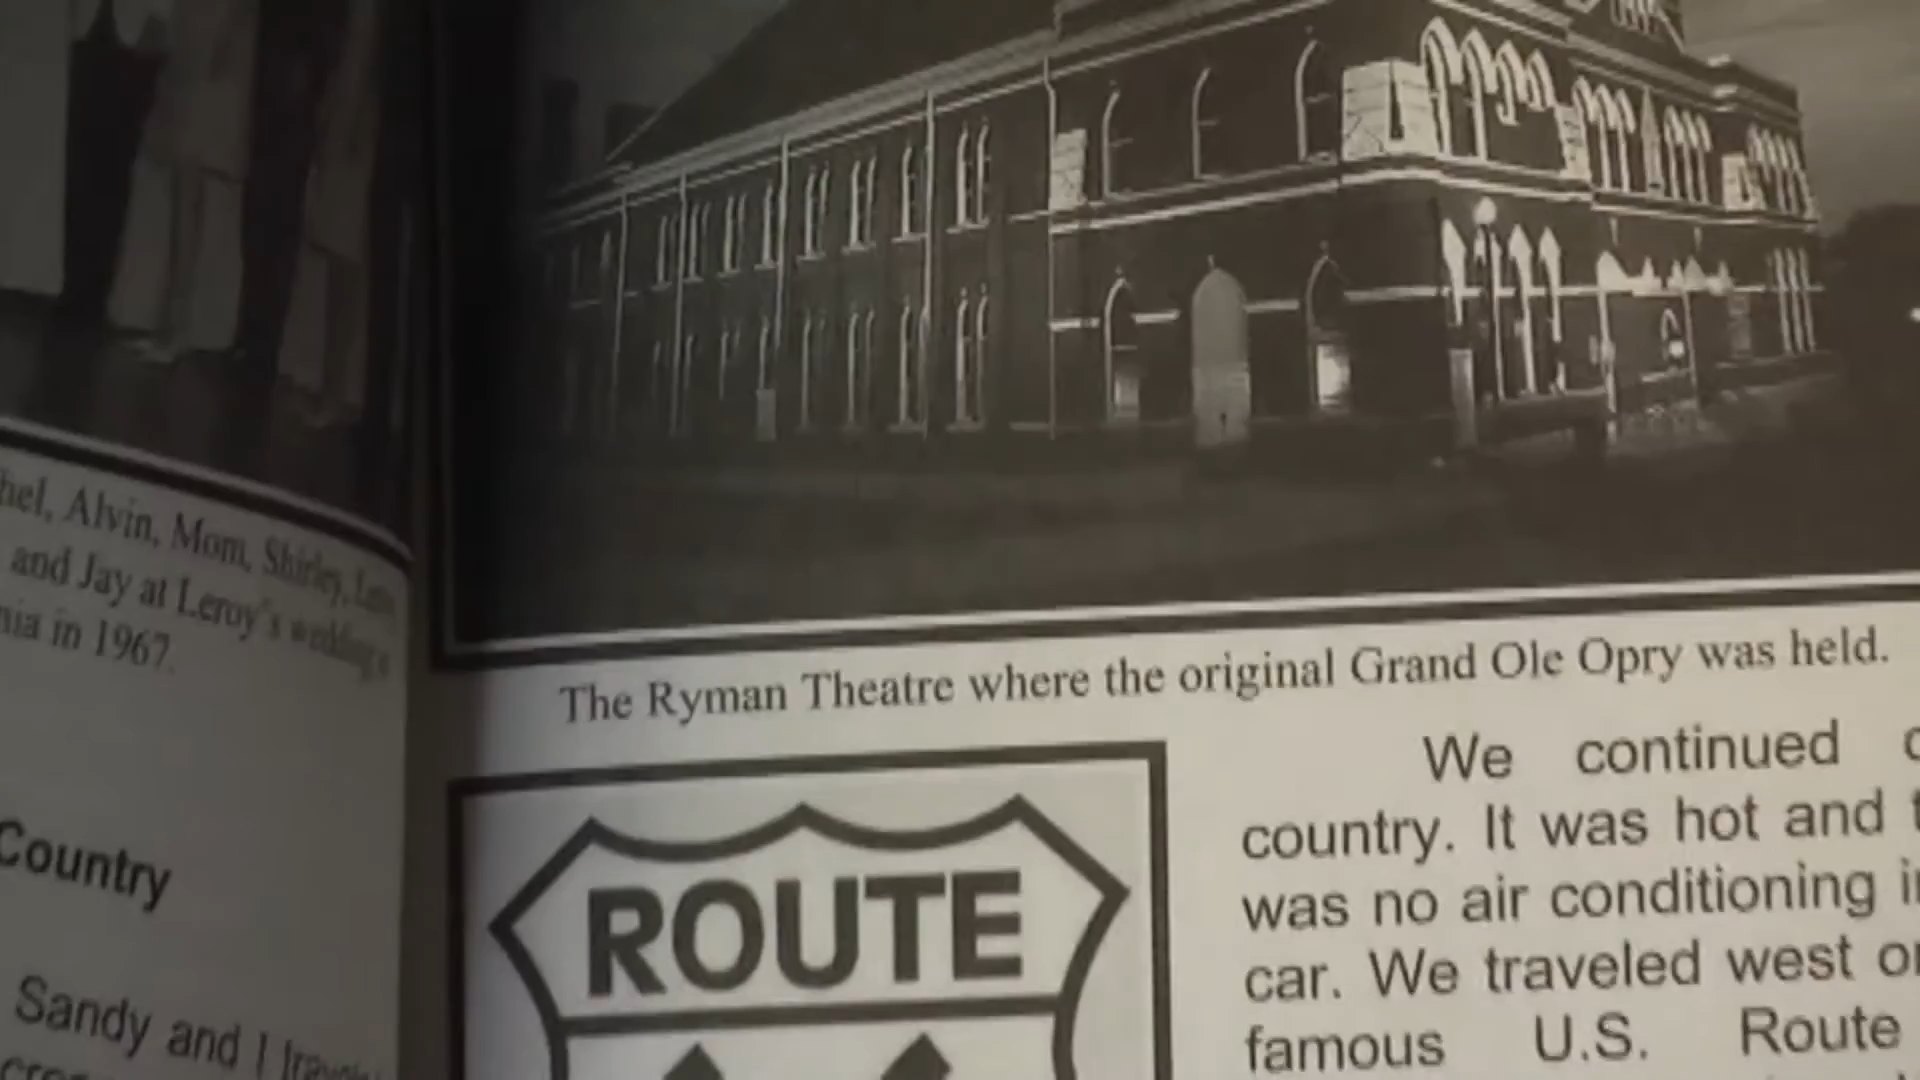 hel, Alvin, Mom, Shirley,
and Jay at Leroy's wedding
nia in 1967.
Country
Sandy and I
The Ryman Theatre where the original Grand Ole Opry was held.
ROUTE
We continued
country. It was hot and
was no air conditioning
car. We traveled west
famous U.S. Route